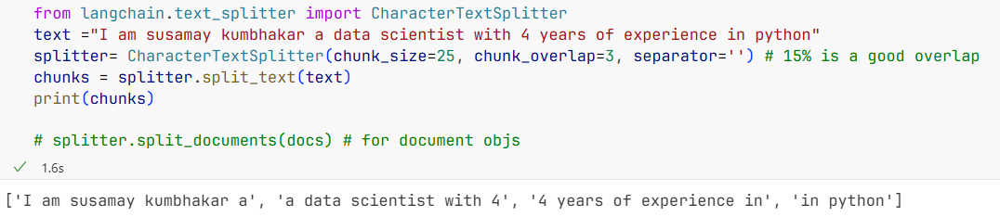 from langchain.text_splitter import CharacterTextSplitter
text ="I am susamay kumbhakar a data scientist with 4 years of experience in python"
splitter= CharacterTextSplitter(chunk_size=25, chunk_overlap=3, separator='') # 15% is a good overlap
chunks = splitter.split_text(text)
print(chunks)
# splitter.split_documents(docs) # for document objs
1.6s
['I am susamay kumbhakar a', 'a data scientist with 4', '4 years of experience in', 'in python']